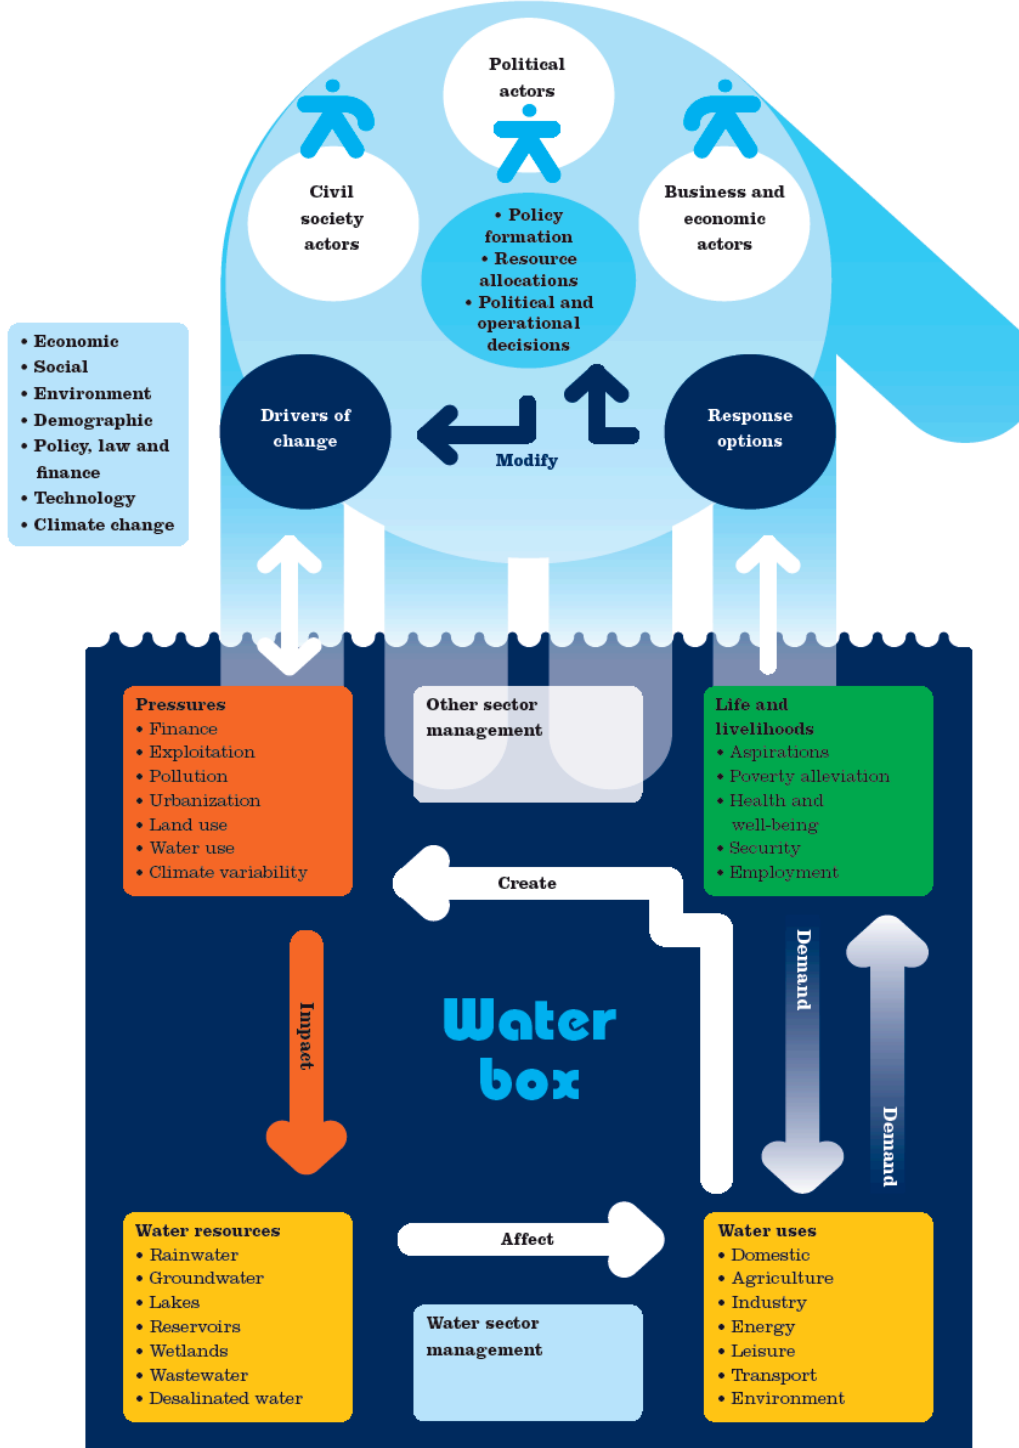 Political
actors
Civil
society
actors
Business and
economic
actors
• Policy
formation
• Resource
allocations
• Political and
operational
decisions
• Economic
• Social
• Environment
• Demographic
• Policy, law and
finance
• Technology
• Climate change
Drivers of
change
Modify
Response
options
Pressures
• Finance
• Exploitation
• Pollution
• Urbanization
• Land use
• Water use
• Climate variability
Other sector
management
Life and
livelihoods
• Aspirations
• Poverty alleviation
• Health and
well-being
• Security
• Employment
Create
Impact
Water
box
Demand
Demand
Water resources
• Rainwater
• Groundwater
• Lakes
• Reservoirs
• Wetlands
• Wastewater
• Desalinated water
Affect
Water sector
management
Water uses
• Domestic
• Agriculture
• Industry
• Energy
• Leisure
• Transport
• Environment